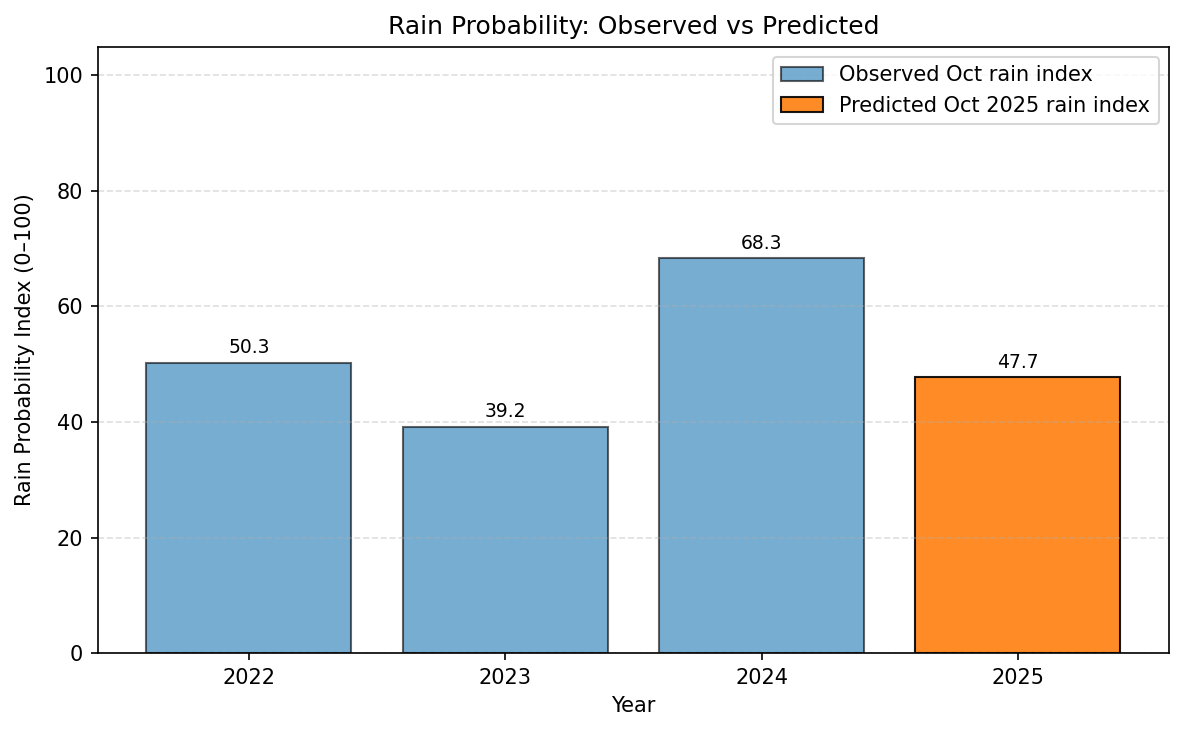 Rain Probability: Observed vs Predicted
Observed Oct rain index
Predicted Oct 2025 rain index
Rain Probability Index (0–100)
100
80
60
40
20
0
50.3
39.2
68.3
47.7
2022 2023 2024 2025
Year